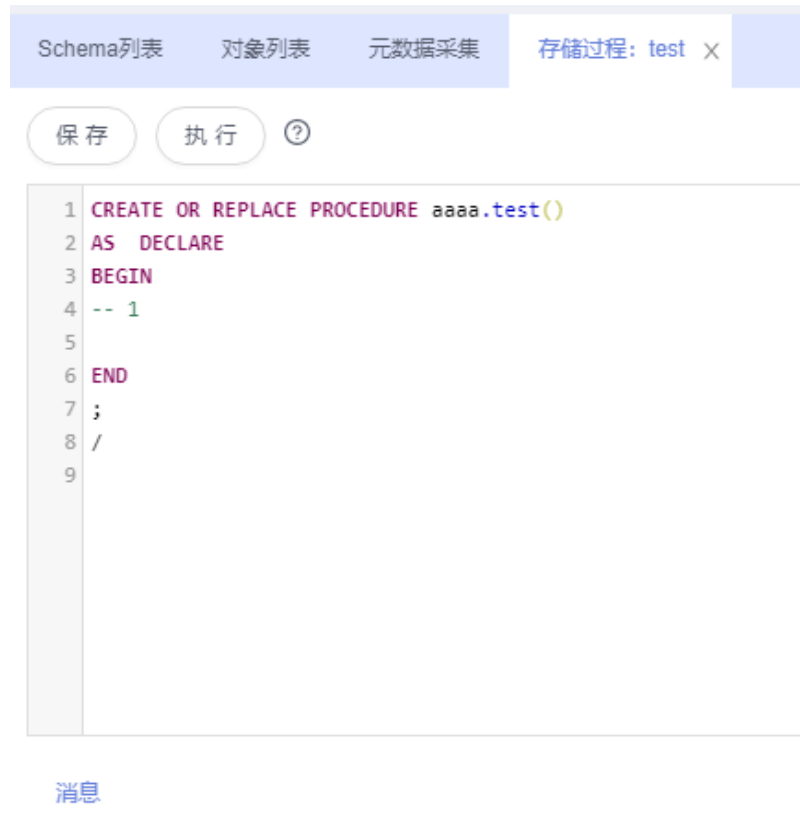 Schema列表 对象列表 元数据采集 存储过程：test ×
保 存 执 行 ?
1 CREATE OR REPLACE PROCEDURE aaaa.test()
2 AS  DECLARE
3 BEGIN
4 -- 1
5
6 END
7 ;
8 /
9
消息